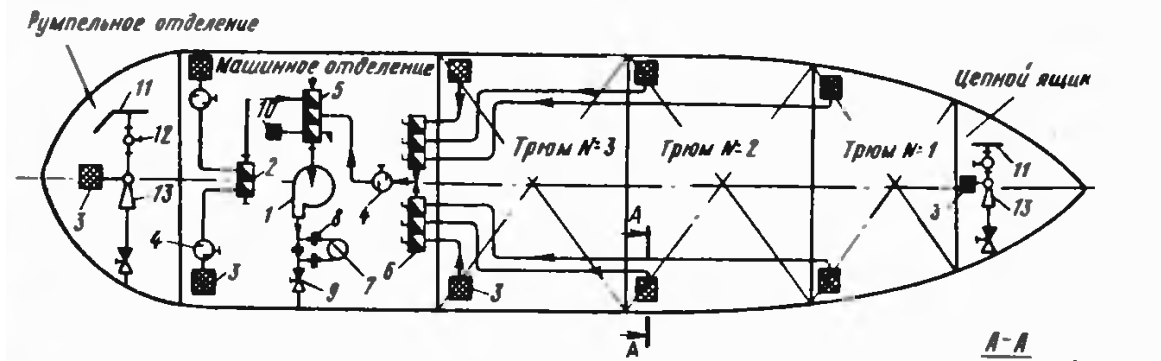 Румпельное отделение
Машинное отделение
Цепной ящик
11
12
3
13
4
2
3
10
5
1
8
7
9
4
6
3
Трюм №3
Трюм №2
Трюм №1
А
А
3
11
13
А-А